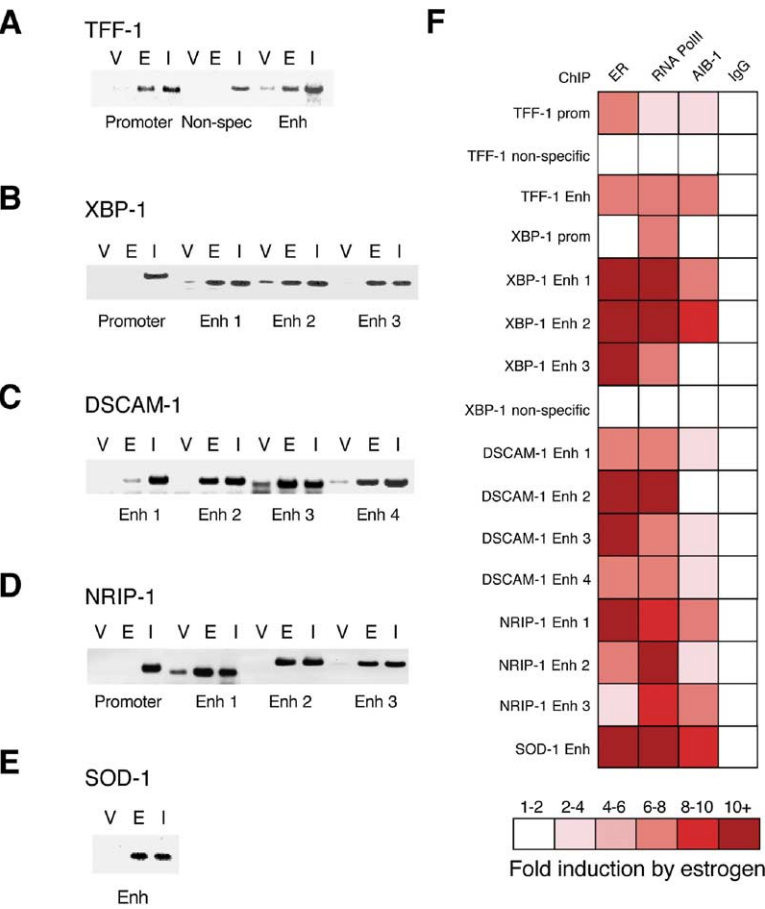 A
TFF-1
V E I V E I V E I
Promoter Non-spec Enh
B
XBP-1
V E I V E I V E I V E I
Promoter Enh 1 Enh 2 Enh 3
C
DSCAM-1
V E I V E I V E I V E I
Enh 1 Enh 2 Enh 3 Enh 4
D
NRIP-1
V E I V E I V E I V E I
Promoter Enh 1 Enh 2 Enh 3
E
SOD-1
V E I
Enh
F
ChIP ER RNA PolII AIB-1 IgG
TFF-1 prom
TFF-1 non-specific
TFF-1 Enh
XBP-1 prom
XBP-1 Enh 1
XBP-1 Enh 2
XBP-1 Enh 3
XBP-1 non-specific
DSCAM-1 Enh 1
DSCAM-1 Enh 2
DSCAM-1 Enh 3
DSCAM-1 Enh 4
NRIP-1 Enh 1
NRIP-1 Enh 2
NRIP-1 Enh 3
SOD-1 Enh
1-2 2-4 4-6 6-8 8-10 10+
Fold induction by estrogen